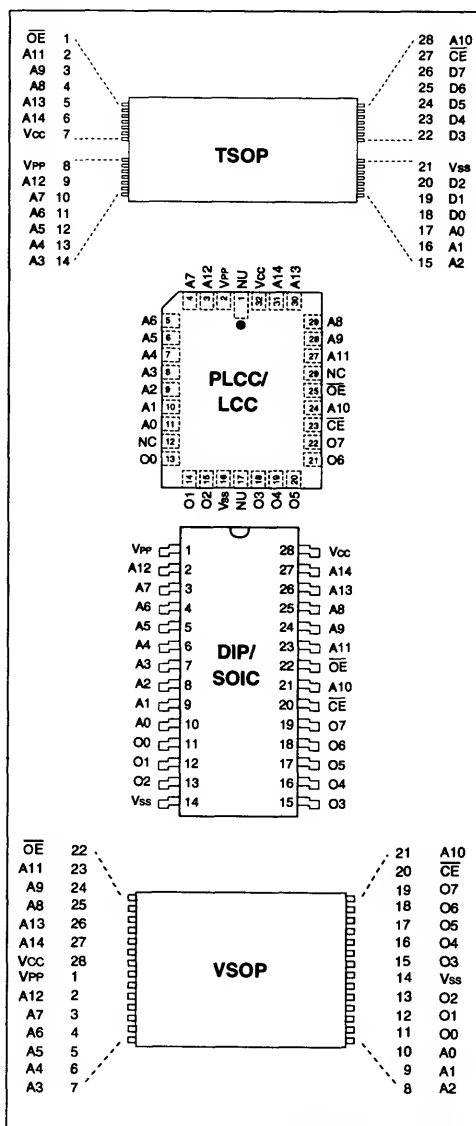 O̅E̅ 1
A11 2
A9 3
A8 4
A13 5
A14 6
VCC 7
VPP 8
A12 9
A7 10
A6 11
A5 12
A4 13
A3 14
TSOP
28 A10
27 C̅E̅
26 D7
25 D6
24 D5
23 D4
22 D3
21 VSS
20 D2
19 D1
18 D0
17 A0
16 A1
15 A2
A7 A12 VPP NU VCC A14 A13
4 3 2 1 32 31 30
A6 5
A5 6
A4 7
A3 8
A2 9
A1 10
A0 11
NC 12
O0 13
PLCC/
LCC
29 A8
28 A9
27 A11
26 NC
25 O̅E̅
24 A10
23 C̅E̅
22 O7
21 O6
14 15 16 17 18 19 20
O1 O2 VSS NU O3 O4 O5
VPP 1
A12 2
A7 3
A6 4
A5 5
A4 6
A3 7
A2 8
A1 9
A0 10
O0 11
O1 12
O2 13
VSS 14
DIP/
SOIC
28 VCC
27 A14
26 A13
25 A8
24 A9
23 A11
22 O̅E̅
21 A10
20 C̅E̅
19 O7
18 O6
17 O5
16 O4
15 O3
O̅E̅ 22
A11 23
A9 24
A8 25
A13 26
A14 27
VCC 28
VPP 1
A12 2
A7 3
A6 4
A5 5
A4 6
A3 7
VSOP
21 A10
20 C̅E̅
19 O7
18 O6
17 O5
16 O4
15 O3
14 VSS
13 O2
12 O1
11 O0
10 A0
9 A1
8 A2